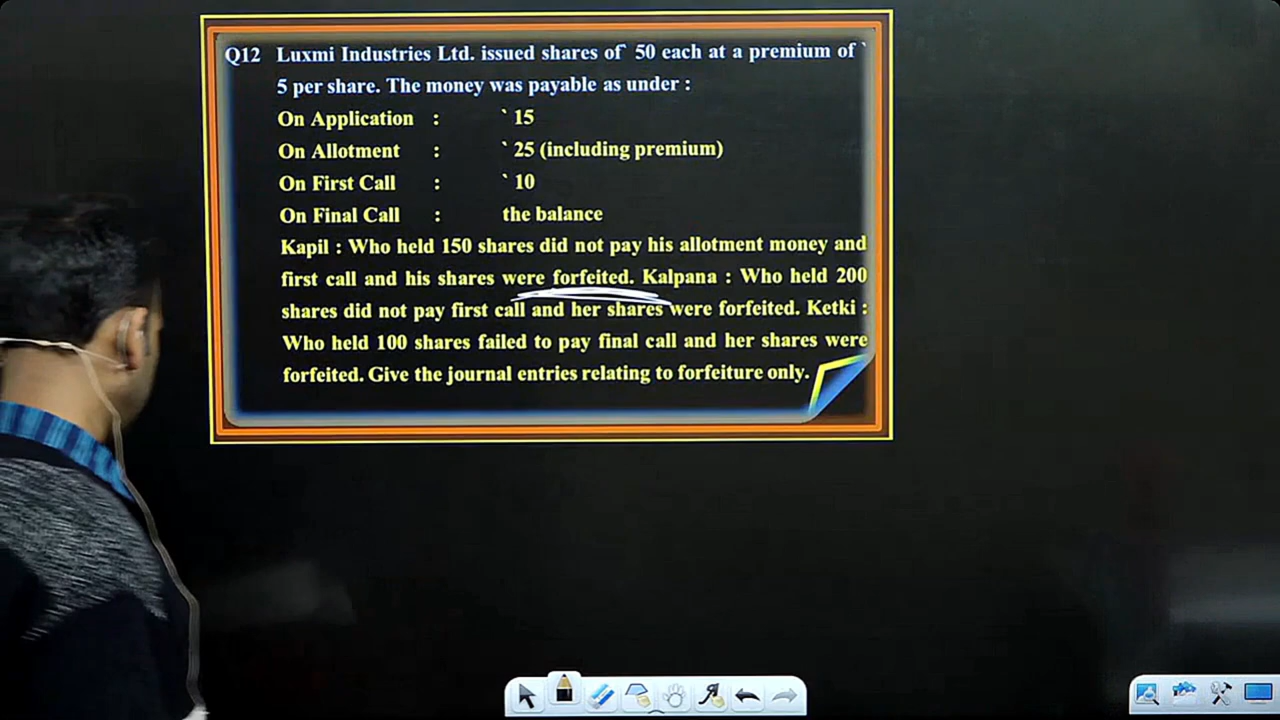 Q12 Luxmi Industries Ltd. issued shares of ` 50 each at a premium of `
5 per share. The money was payable as under :
On Application : ` 15
On Allotment : ` 25 (including premium)
On First Call : ` 10
On Final Call : the balance
Kapil : Who held 150 shares did not pay his allotment money and
first call and his shares were forfeited. Kalpana : Who held 200
shares did not pay first call and her shares were forfeited. Ketki :
Who held 100 shares failed to pay final call and her shares were
forfeited. Give the journal entries relating to forfeiture only.